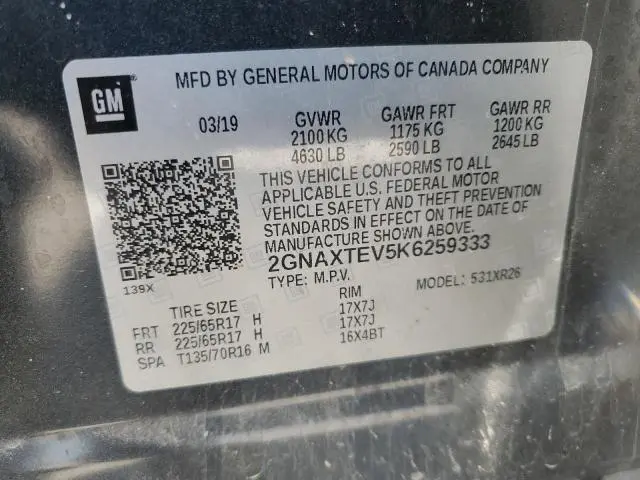 GM
MFD BY GENERAL MOTORS OF CANADA COMPANY
03/19 GVWR GAWR FRT GAWR RR
2100 KG 1175 KG 1200 KG
4630 LB 2590 LB 2645 LB
THIS VEHICLE CONFORMS TO ALL
APPLICABLE U.S. FEDERAL MOTOR
VEHICLE SAFETY AND THEFT PREVENTION
STANDARDS IN EFFECT ON THE DATE OF
MANUFACTURE SHOWN ABOVE.
2GNAXTEV5K6259333
139X
TYPE: M.P.V. MODEL: 531XR26
TIRE SIZE RIM
FRT 225/65R17 H 17X7J
RR 225/65R17 H 17X7J
SPA T135/70R16 M 16X4BT